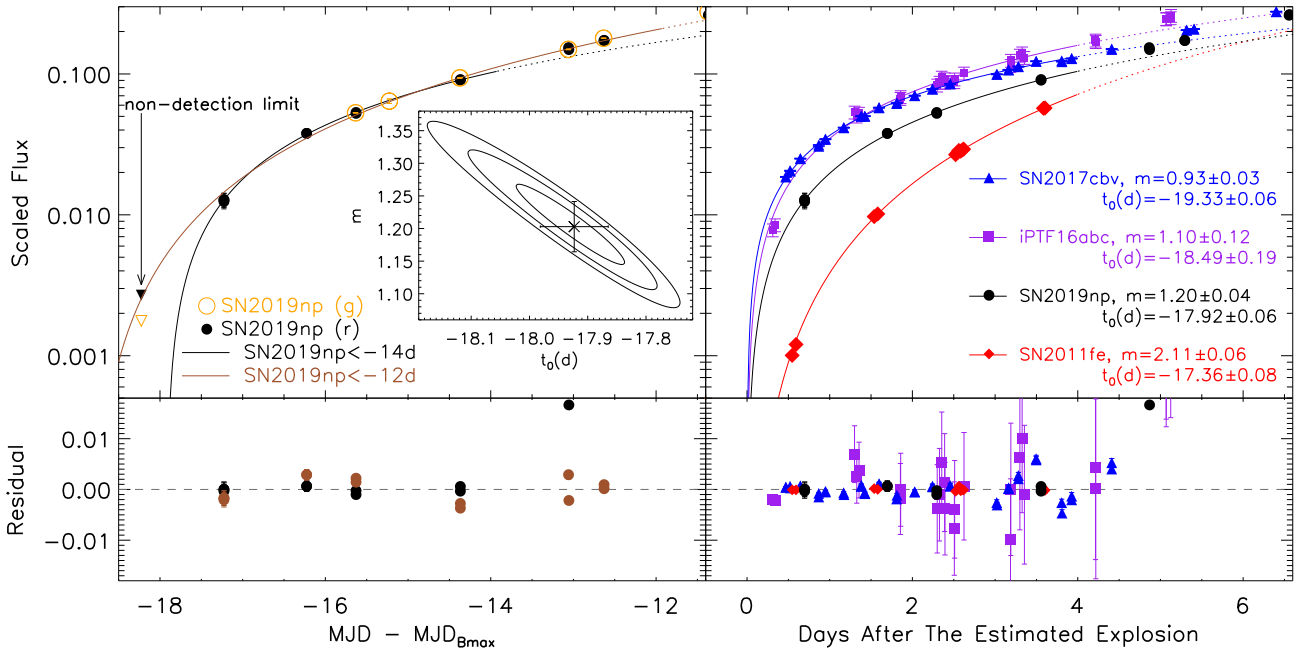 Scaled Flux
0.100
0.010
0.001
non-detection limit
SN2019np (g)
SN2019np (r)
SN2019np<-14d
SN2019np<-12d
m
1.35
1.30
1.25
1.20
1.15
1.10
-18.1 -18.0 -17.9 -17.8
t₀(d)
SN2017cbv, m=0.93±0.03
t₀(d)=-19.33±0.06
iPTF16abc, m=1.10±0.12
t₀(d)=-18.49±0.19
SN2019np, m=1.20±0.04
t₀(d)=-17.92±0.06
SN2011fe, m=2.11±0.06
t₀(d)=-17.36±0.08
Residual
0.01
0.00
-0.01
-18 -16 -14 -12
MJD - MJD_Bmax
0 2 4 6
Days After The Estimated Explosion